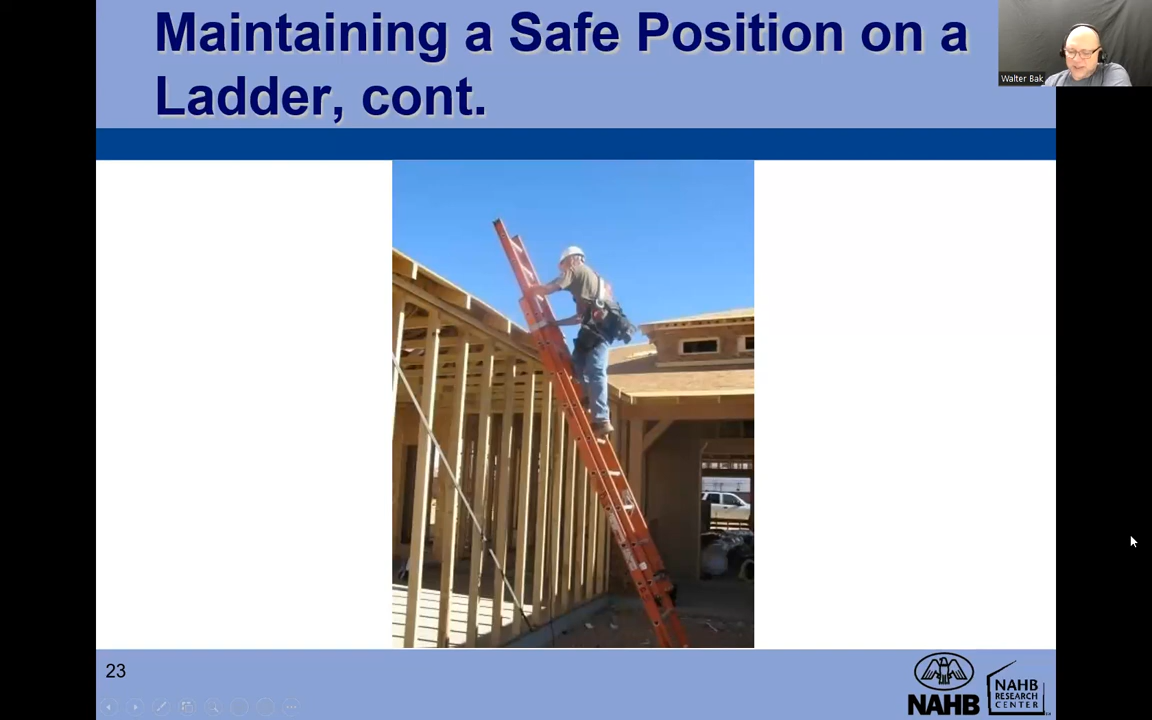 Maintaining a Safe Position on a
Ladder, cont.
Walter Bak
23
NAHB
NAHB
RESEARCH
CENTER